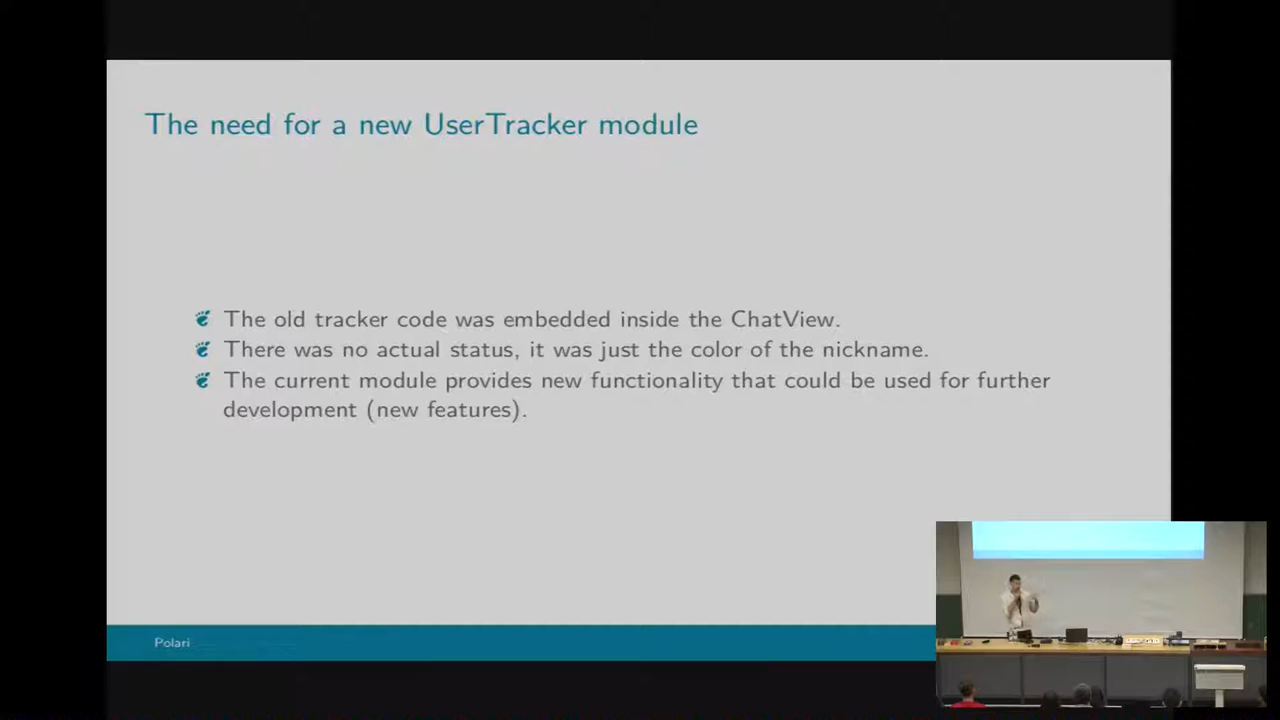 The need for a new UserTracker module
The old tracker code was embedded inside the ChatView.
There was no actual status, it was just the color of the nickname.
The current module provides new functionality that could be used for further
development (new features).
Polari